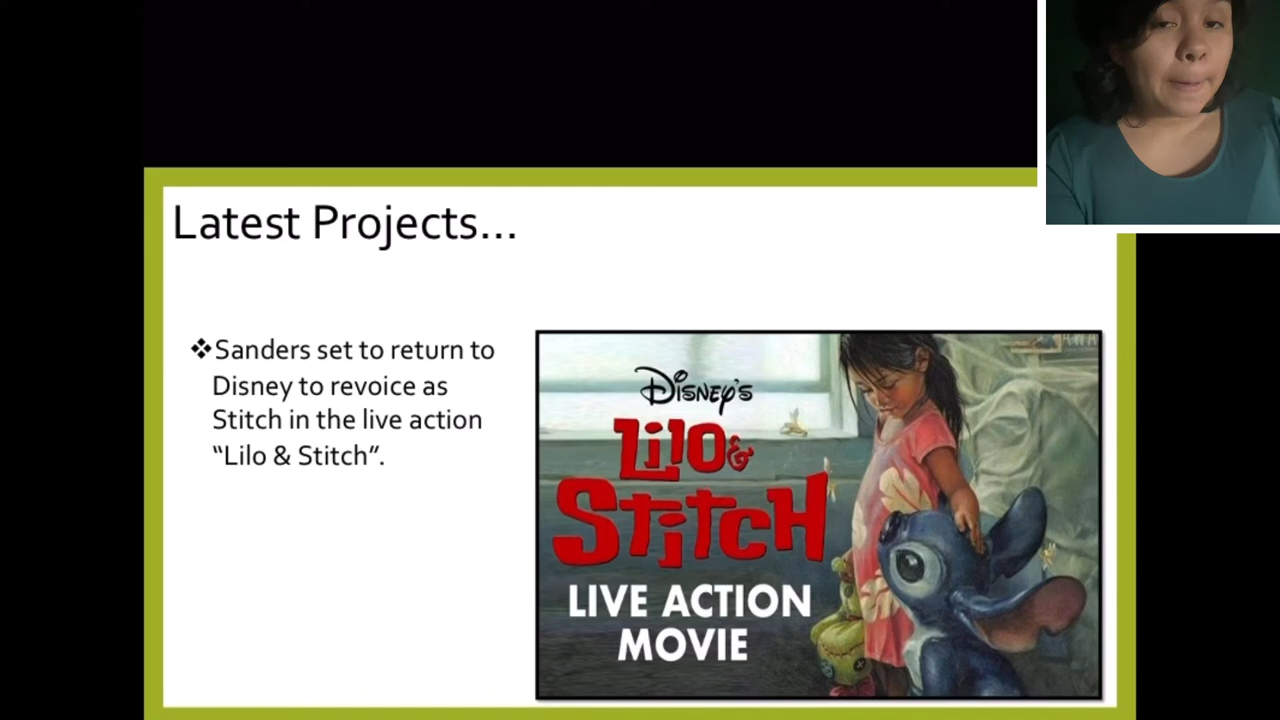 Latest Projects...
❖Sanders set to return to
Disney to revoice as
Stitch in the live action
“Lilo & Stitch”.
Disney's
Lilo &
Stitch
LIVE ACTION
MOVIE